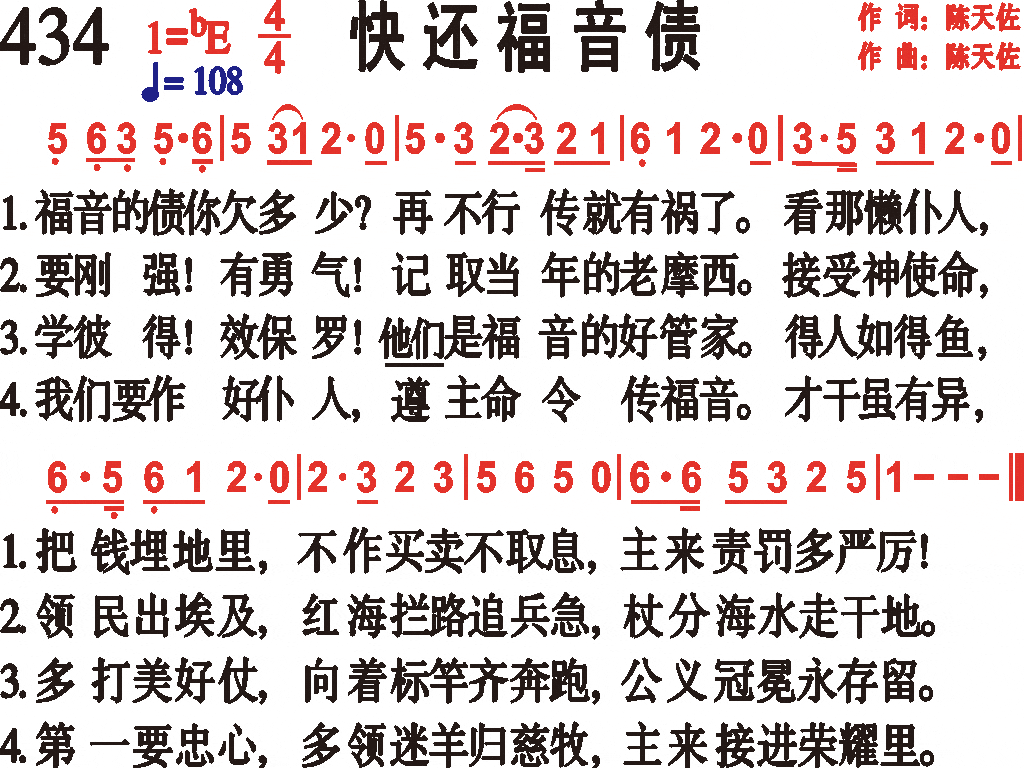 434 1=bE 4/4 快还福音债 作 词：陈天佐
♩=108 作 曲：陈天佐
5 6 3 5·6|5 31 2·0|5·3 2·3 2 1|6 1 2·0|3·5 3 1 2·0|
1.福音的债你欠多 少？再 不行 传就有祸了。看那懒仆人，
2.要刚 强！有勇 气！记 取当 年的老摩西。接受神使命，
3.学彼 得！效保 罗！他们是福 音的好管家。得人如得鱼，
4.我们要作 好仆 人，遵 主命 令 传福音。才干虽有异，
6·5 6 1 2·0|2·3 2 3|5 6 5 0|6·6 5 3 2 5|1 - - -‖
1.把 钱埋地里，不作买卖不取息，主来责罚多严厉！
2.领 民出埃及，红海拦路追兵急，杖分海水走干地。
3.多 打美好仗，向着标竿齐奔跑，公义冠冕永存留。
4.第 一要忠心，多领迷羊归慈牧，主来接进荣耀里。